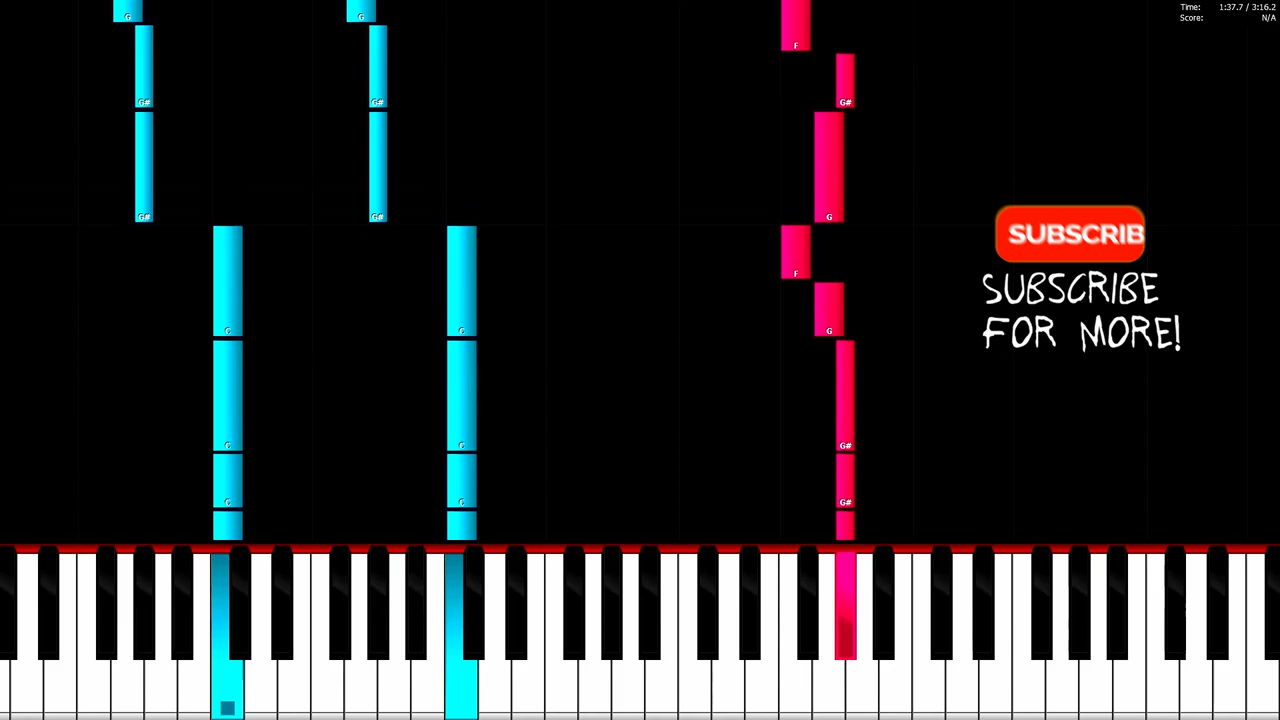 Time: 1:37.7 / 3:16.2
Score: N/A
G G F
G# G# G#
G# G# G
F
C C G
C C G#
C C G#
SUBSCRIB
SUBSCRIBE
FOR MORE!